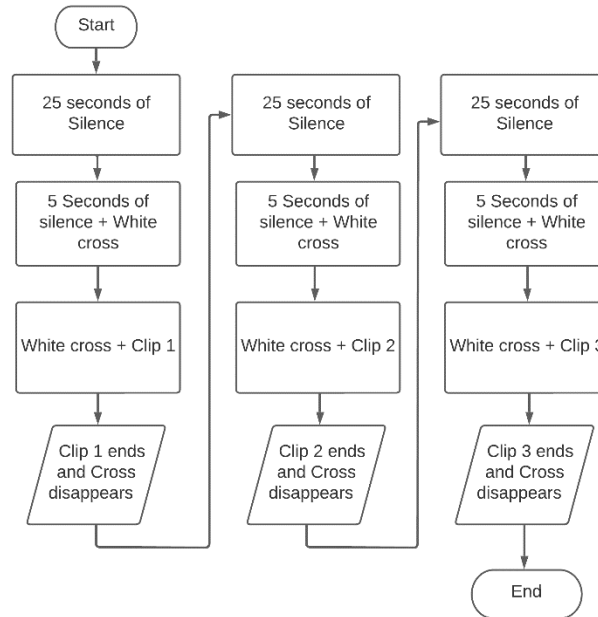 Start
25 seconds of
Silence
5 Seconds of
silence + White
cross
White cross + Clip 1
Clip 1 ends
and Cross
disappears
25 seconds of
Silence
5 Seconds of
silence + White
cross
White cross + Clip 2
Clip 2 ends
and Cross
disappears
25 seconds of
Silence
5 Seconds of
silence + White
cross
White cross + Clip 3
Clip 3 ends
and Cross
disappears
End